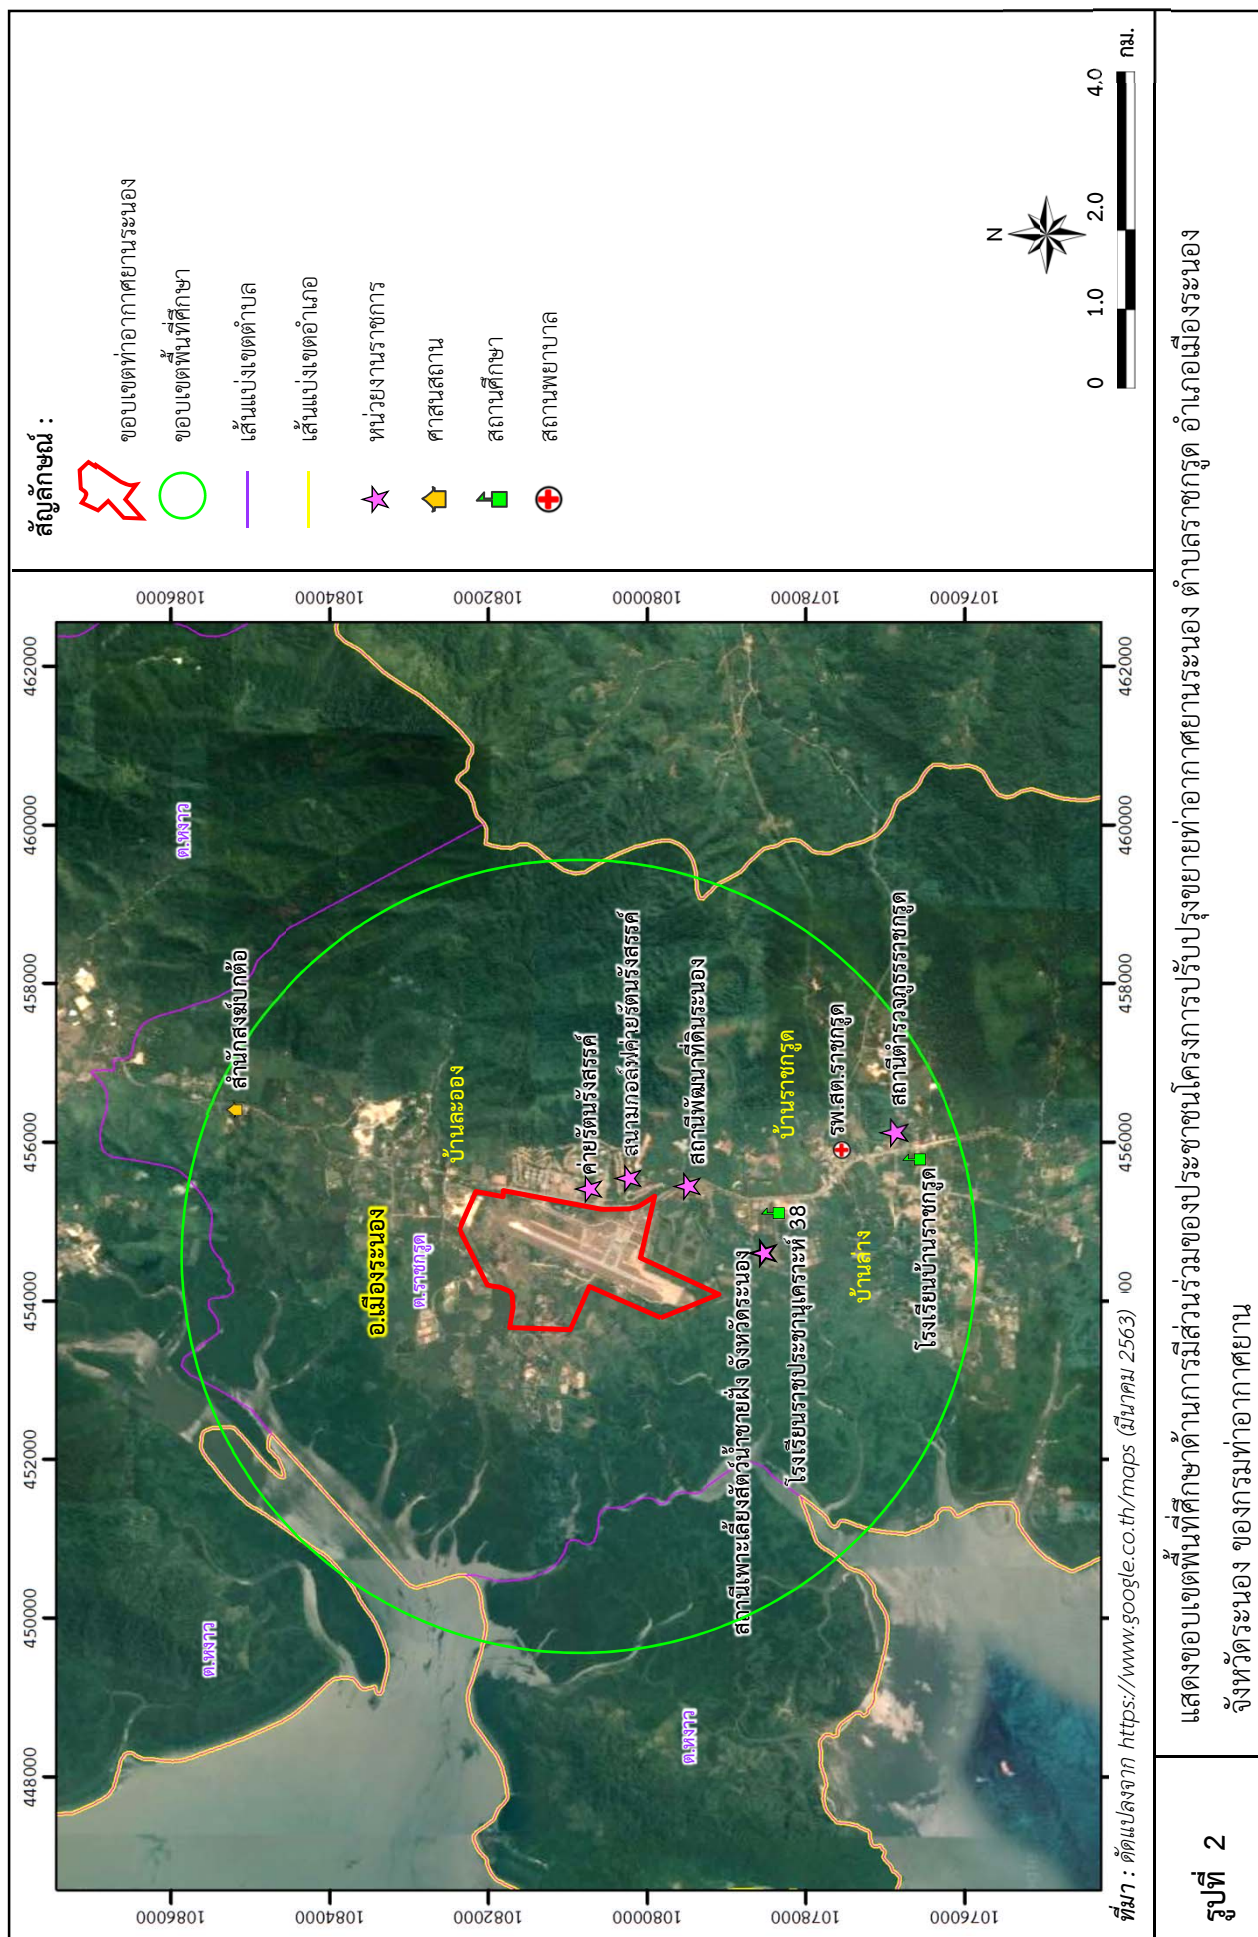 462000
460000
458000
456000
454000
452000
450000
448000
1086000
1084000
1082000
1080000
1078000
1076000
1086000
1084000
1082000
1080000
1078000
1076000
ต.หงาว
ต.หงาว
ต.หงาว
สำนักสงฆ์ปกต้อ
อ.เมืองระนอง
ต.ราชกรูด
บ้านละออง
ค่ายรัตนรังสรรค์
สนามกอล์ฟค่ายรัตนรังสรรค์
สถานีพัฒนาที่ดินระนอง
บ้านราชกรูด
รพ.สต.ราชกรูด
สถานีตำรวจภูธรราชกรูด
สถานีเพาะเลี้ยงสัตว์น้ำชายฝั่ง จังหวัดระนอง
โรงเรียนราชประชานุเคราะห์ 38
บ้านล่าง
โรงเรียนบ้านราชกรูด
462000
460000
458000
456000
00
ที่มา : ดัดแปลงจาก https://www.google.co.th/maps (มีนาคม 2563)
สัญลักษณ์ :
ขอบเขตท่าอากาศยานระนอง
ขอบเขตพื้นที่ศึกษา
เส้นแบ่งเขตตำบล
เส้นแบ่งเขตอำเภอ
หน่วยงานราชการ
ศาสนสถาน
สถานศึกษา
สถานพยาบาล
N
0 1.0 2.0 4.0
กม.
รูปที่ 2
แสดงขอบเขตพื้นที่ศึกษาด้านการมีส่วนร่วมของประชาชนโครงการปรับปรุงขยายท่าอากาศยานระนอง ตำบลราชกรูด อำเภอเมืองระนอง
จังหวัดระนอง ของกรมท่าอากาศยาน